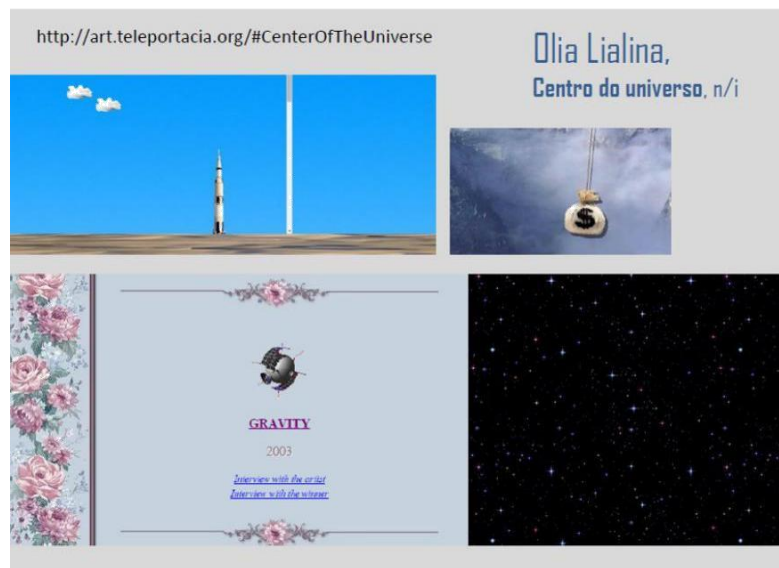 http://art.teleportacia.org/#CenterOfTheUniverse
Olia Lialina,
Centro do universo, n/i
$
GRAVITY
2003
Interview with the artist
Interview with the winner